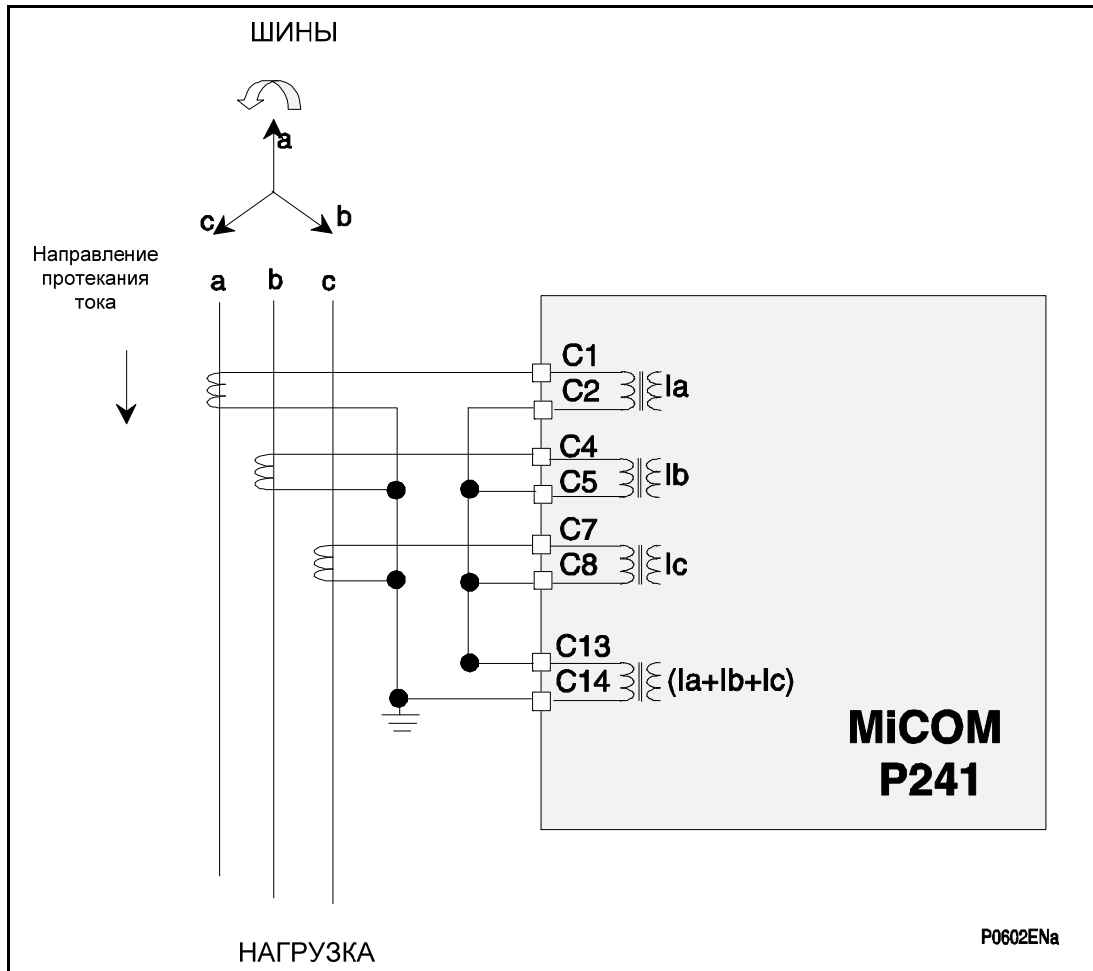 ШИНЫ
a
c
b
Направление
протекания
тока
a b c
C1
C2
Ia
C4
C5
Ib
C7
C8
Ic
C13
C14
(Ia+Ib+Ic)
MiCOM
P241
НАГРУЗКА
P0602ENa